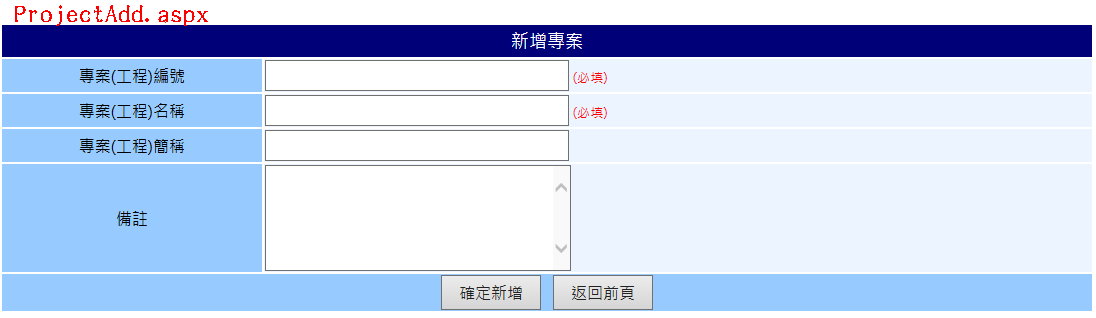 ProjectAdd.aspx
新增專案
專案(工程)編號 (必填)
專案(工程)名稱 (必填)
專案(工程)簡稱
備註
確定新增 返回前頁